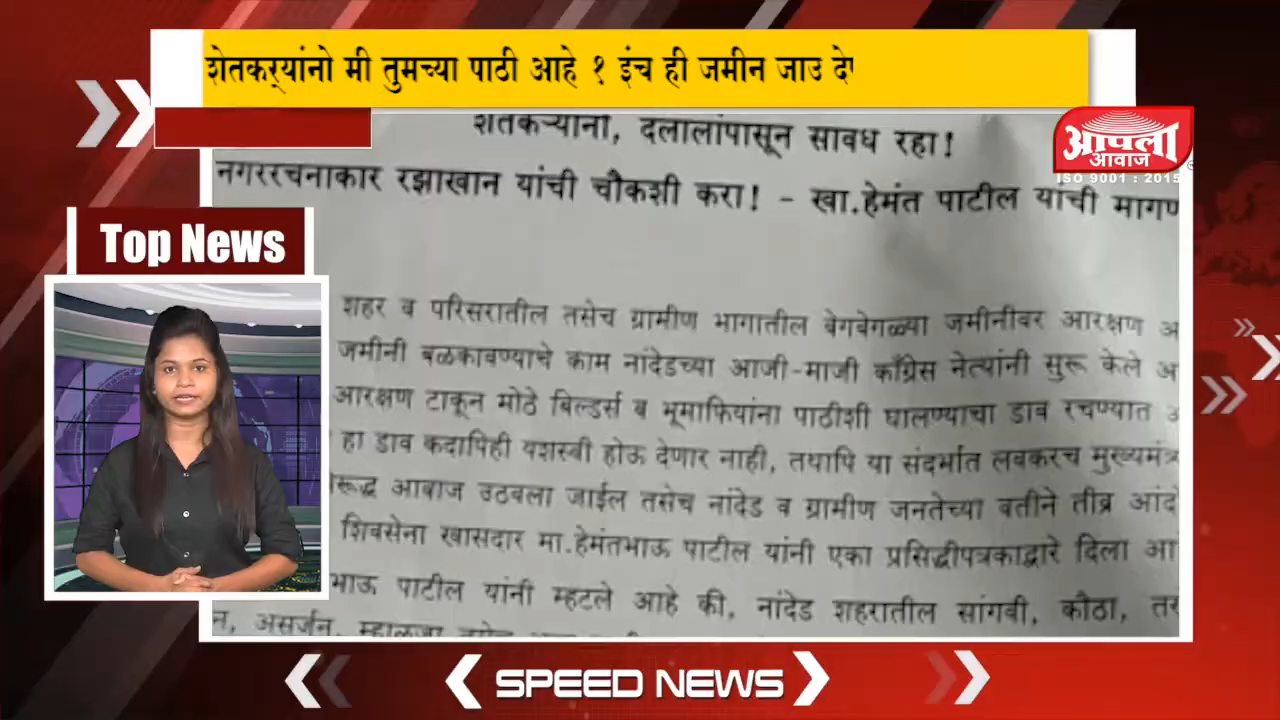 शेतकऱ्यांनो मी तुमच्या पाठी आहे १ इंच ही जमीन जाउ दे
शेतकऱ्यांनो, दलालांपासून सावध रहा!
आपला
आवाज
ISO 9001 : 2015
नगररचनाकार रझाखान यांची चौकशी करा! - खा.हेमंत पाटील यांची मागण
Top News
शहर व परिसरातील तसेच ग्रामीण भागातील वेगवेगळ्या जमीनीवर आरक्षण
जमीनी बळकावण्याचे काम नांदेडच्या आजी-माजी काँग्रेस नेत्यांनी सुरू केले
आरक्षण टाकून मोठे बिल्डर्स व भूमाफियांना पाठीशी घालण्याचा डाव रचण्यात
हा डाव कदापिही यशस्वी होऊ देणार नाही, तथापि या संदर्भात लवकरच मुख्यमंत्र
रूद्ध आवाज उठवला जाईल तसेच नांदेड व ग्रामीण जनतेच्या वतीने तीव्र आंद
शिवसेना खासदार मा.हेमंतभाऊ पाटील यांनी एका प्रसिद्धीपत्रकाद्वारे दिला आ
भाऊ पाटील यांनी म्हटले आहे की, नांदेड शहरातील सांगवी, कौठा, तर
न, असर्जन, म्हाळजा
SPEED NEWS